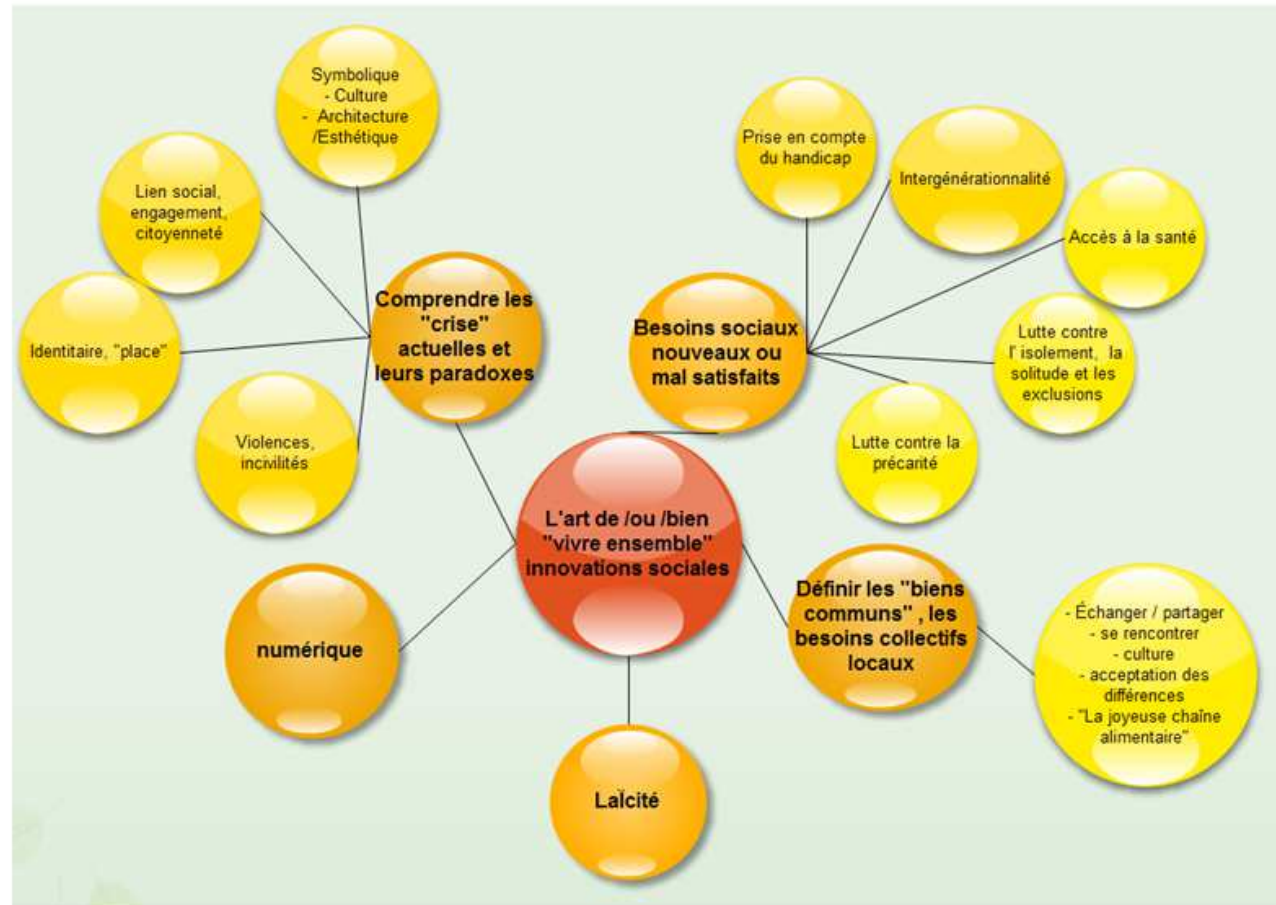 Symbolique
- Culture
- Architecture
/Esthétique
Lien social,
engagement,
citoyenneté
Identitaire, "place"
Violences,
incivilités
Comprendre les
"crise"
actuelles et
leurs paradoxes
Prise en compte
du handicap
Intergénérationnalité
Accès à la santé
Lutte contre
l' isolement, la
solitude et les
exclusions
Lutte contre la
précarité
Besoins sociaux
nouveaux ou
mal satisfaits
L'art de /ou /bien
"vivre ensemble"
innovations sociales
numérique
LaÏcité
Définir les "biens
communs" , les
besoins collectifs
locaux
- Échanger / partager
- se rencontrer
- culture
- acceptation des
différences
- "La joyeuse chaîne
alimentaire"